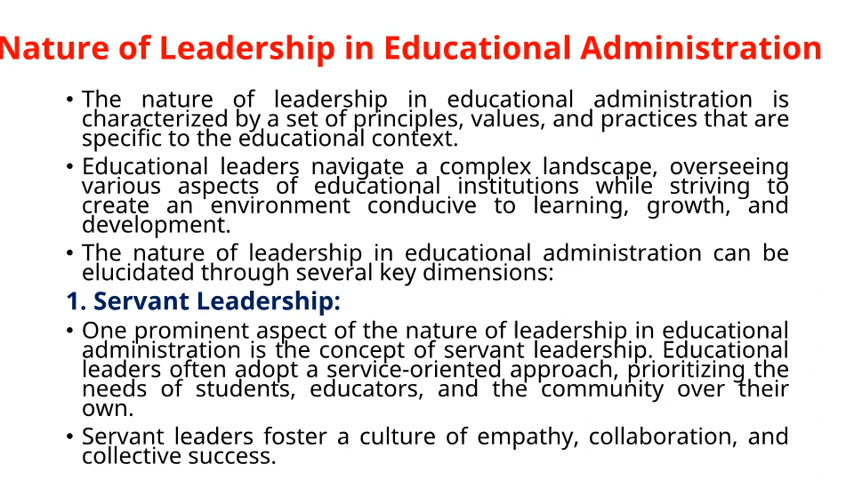 Nature of Leadership in Educational Administration
• The nature of leadership in educational administration is
characterized by a set of principles, values, and practices that are
specific to the educational context.
• Educational leaders navigate a complex landscape, overseeing
various aspects of educational institutions while striving to
create an environment conducive to learning, growth, and
development.
• The nature of leadership in educational administration can be
elucidated through several key dimensions:
1. Servant Leadership:
• One prominent aspect of the nature of leadership in educational
administration is the concept of servant leadership. Educational
leaders often adopt a service-oriented approach, prioritizing the
needs of students, educators, and the community over their
own.
• Servant leaders foster a culture of empathy, collaboration, and
collective success.